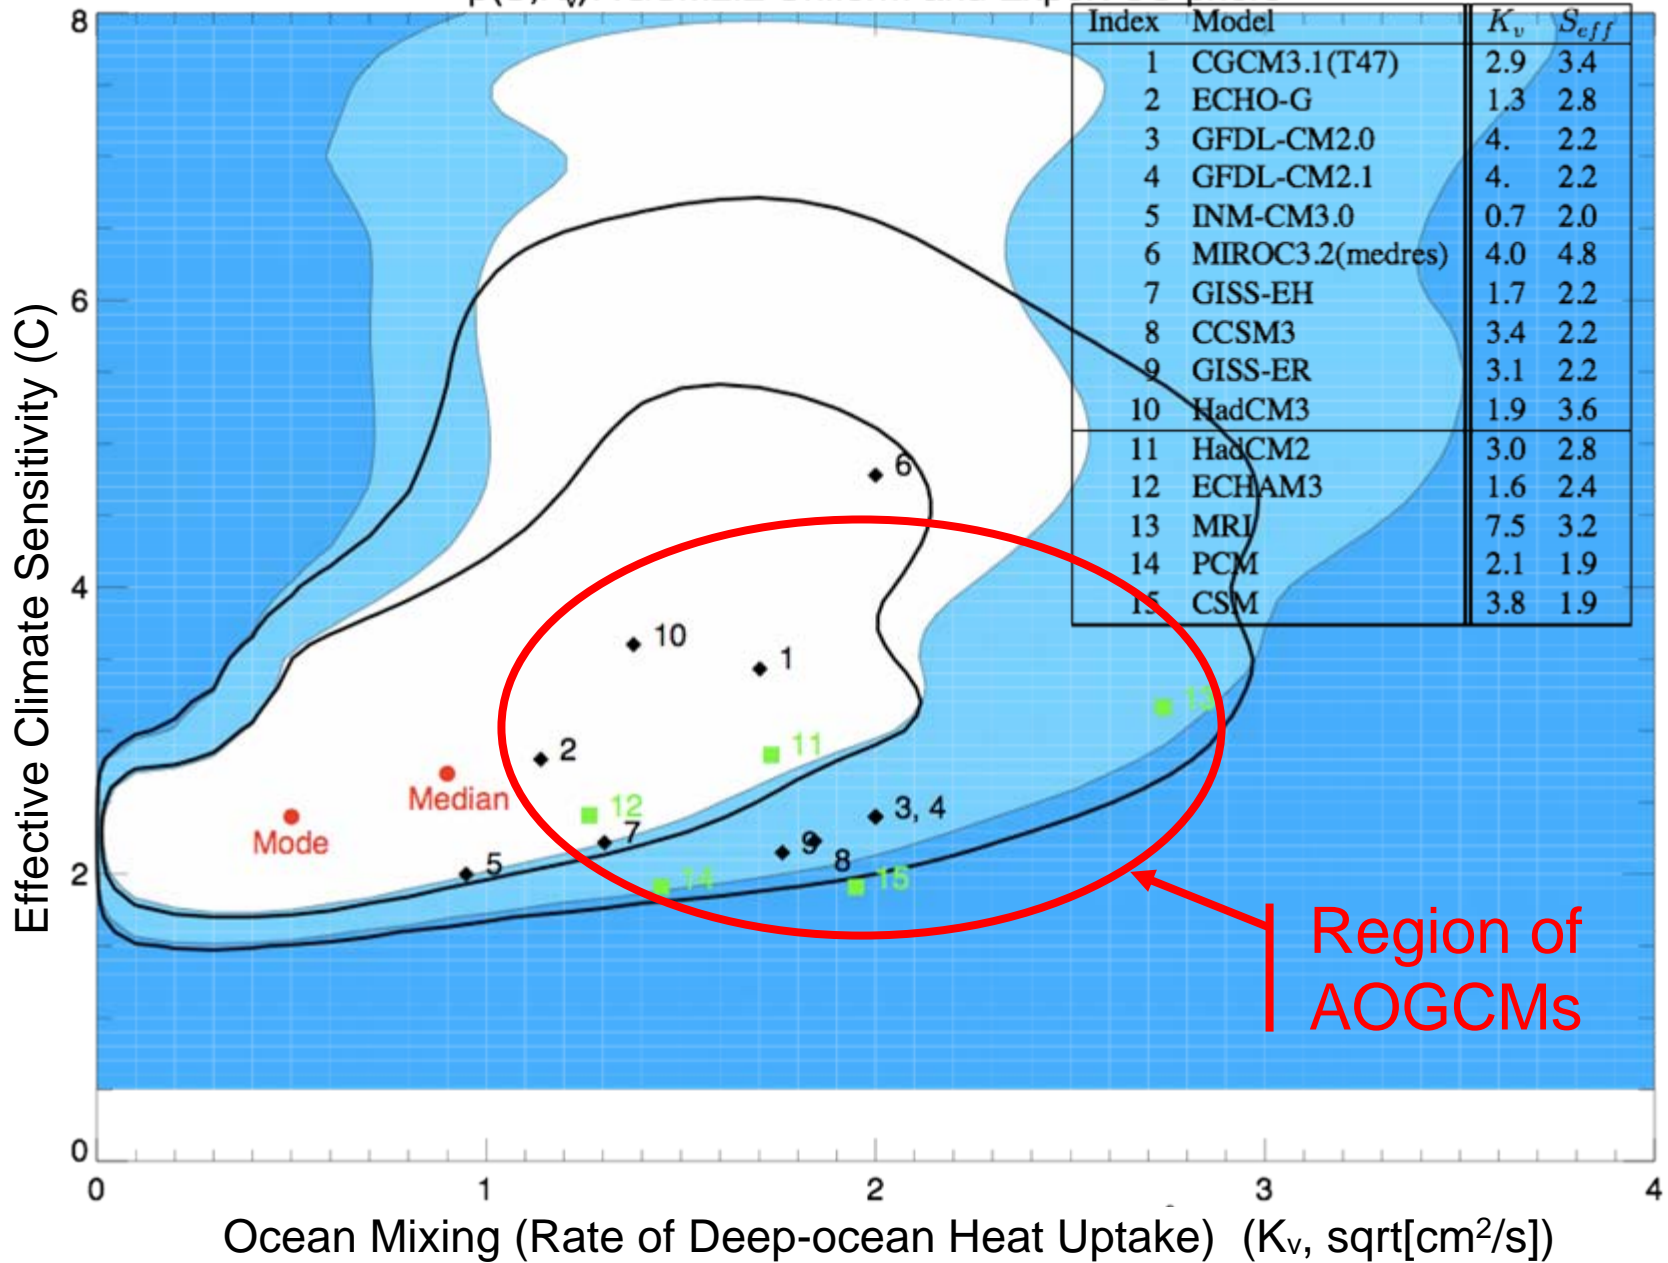 Index Model K_v S_eff
1 CGCM3.1(T47) 2.9 3.4
2 ECHO-G 1.3 2.8
3 GFDL-CM2.0 4. 2.2
4 GFDL-CM2.1 4. 2.2
5 INM-CM3.0 0.7 2.0
6 MIROC3.2(medres) 4.0 4.8
7 GISS-EH 1.7 2.2
8 CCSM3 3.4 2.2
9 GISS-ER 3.1 2.2
10 HadCM3 1.9 3.6
11 HadCM2 3.0 2.8
12 ECHAM3 1.6 2.4
13 MRI 7.5 3.2
14 PCM 2.1 1.9
15 CSM 3.8 1.9
Effective Climate Sensitivity (C)
8
6
4
2
0
6
10
1
2
11
13
12
3, 4
7
9
8
5
14
15
Median
Mode
Region of
AOGCMs
0 1 2 3 4
Ocean Mixing (Rate of Deep-ocean Heat Uptake) (Kv, sqrt[cm²/s])